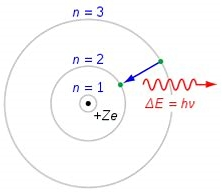 n = 3
n = 2
n = 1
+Ze
ΔE = hν